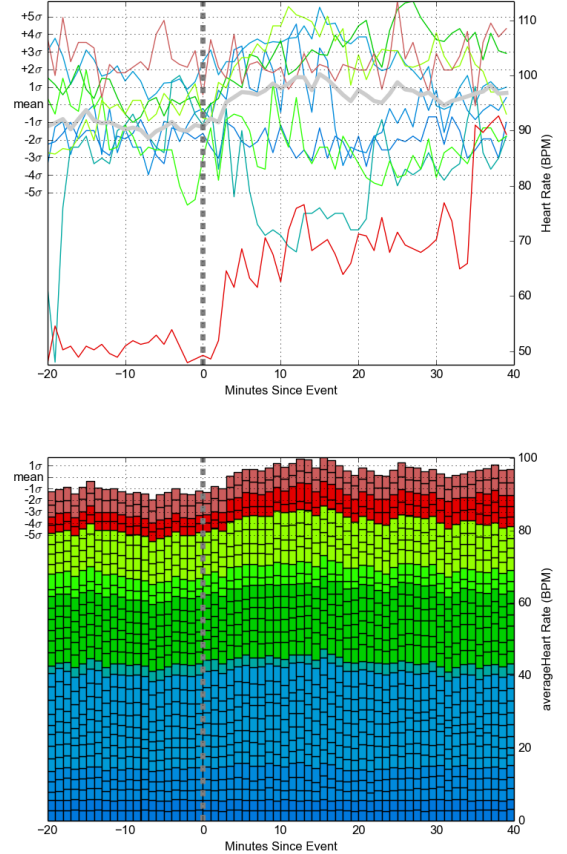 +5σ
+4σ
+3σ
+2σ
1σ
mean
-1σ
-2σ
-3σ
-4σ
-5σ
110
100
90
80
70
60
50
Heart Rate (BPM)
−20 −10 0 10 20 30 40
Minutes Since Event
1σ
mean
-1σ
-2σ
-3σ
-4σ
-5σ
100
80
60
40
20
0
averageHeart Rate (BPM)
−20 −10 0 10 20 30 40
Minutes Since Event